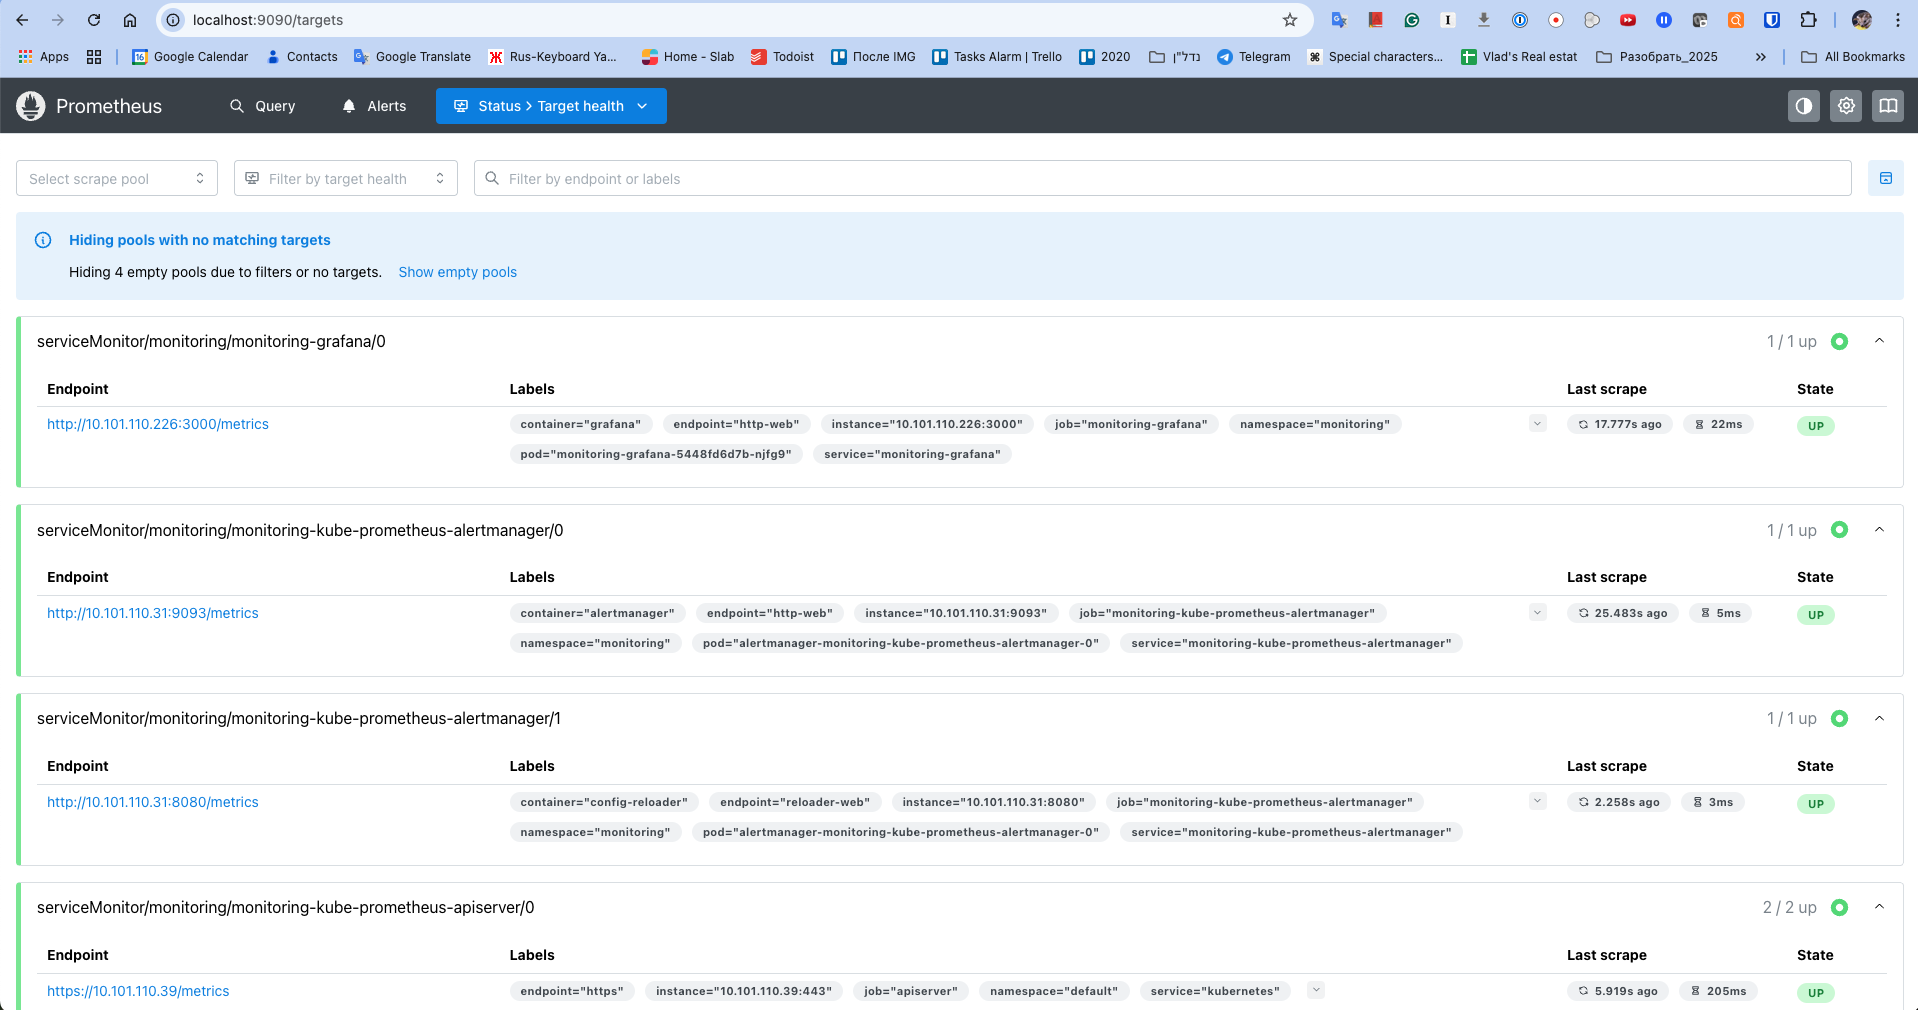 localhost:9090/targets
Apps Google Calendar Contacts Google Translate Rus-Keyboard Ya... Home - Slab Todoist После IMG Tasks Alarm | Trello 2020 נדל"ן Telegram Special characters... Vlad's Real estat Разобрать_2025 » All Bookmarks
Prometheus Query Alerts Status > Target health
Select scrape pool Filter by target health Filter by endpoint or labels
Hiding pools with no matching targets
Hiding 4 empty pools due to filters or no targets. Show empty pools
serviceMonitor/monitoring/monitoring-grafana/0 1 / 1 up
Endpoint Labels Last scrape State
http://10.101.110.226:3000/metrics container="grafana" endpoint="http-web" instance="10.101.110.226:3000" job="monitoring-grafana" namespace="monitoring" 17.777s ago 22ms UP
pod="monitoring-grafana-5448fd6d7b-njfg9" service="monitoring-grafana"
serviceMonitor/monitoring/monitoring-kube-prometheus-alertmanager/0 1 / 1 up
Endpoint Labels Last scrape State
http://10.101.110.31:9093/metrics container="alertmanager" endpoint="http-web" instance="10.101.110.31:9093" job="monitoring-kube-prometheus-alertmanager" 25.483s ago 5ms UP
namespace="monitoring" pod="alertmanager-monitoring-kube-prometheus-alertmanager-0" service="monitoring-kube-prometheus-alertmanager"
serviceMonitor/monitoring/monitoring-kube-prometheus-alertmanager/1 1 / 1 up
Endpoint Labels Last scrape State
http://10.101.110.31:8080/metrics container="config-reloader" endpoint="reloader-web" instance="10.101.110.31:8080" job="monitoring-kube-prometheus-alertmanager" 2.258s ago 3ms UP
namespace="monitoring" pod="alertmanager-monitoring-kube-prometheus-alertmanager-0" service="monitoring-kube-prometheus-alertmanager"
serviceMonitor/monitoring/monitoring-kube-prometheus-apiserver/0 2 / 2 up
Endpoint Labels Last scrape State
https://10.101.110.39/metrics endpoint="https" instance="10.101.110.39:443" job="apiserver" namespace="default" service="kubernetes" 5.919s ago 205ms UP